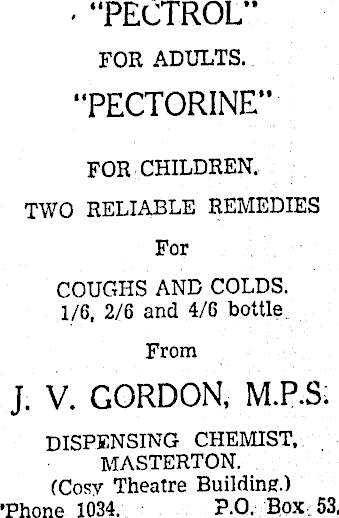 "PECTROL"
FOR ADULTS.
"PECTORINE"
FOR CHILDREN.
TWO RELIABLE REMEDIES
For
COUGHS AND COLDS.
1/6, 2/6 and 4/6 bottle
From
J. V. GORDON, M.P.S.
DISPENSING CHEMIST,
MASTERTON.
(Cosy Theatre Building.)
'Phone 1034. P.O. Box 53.